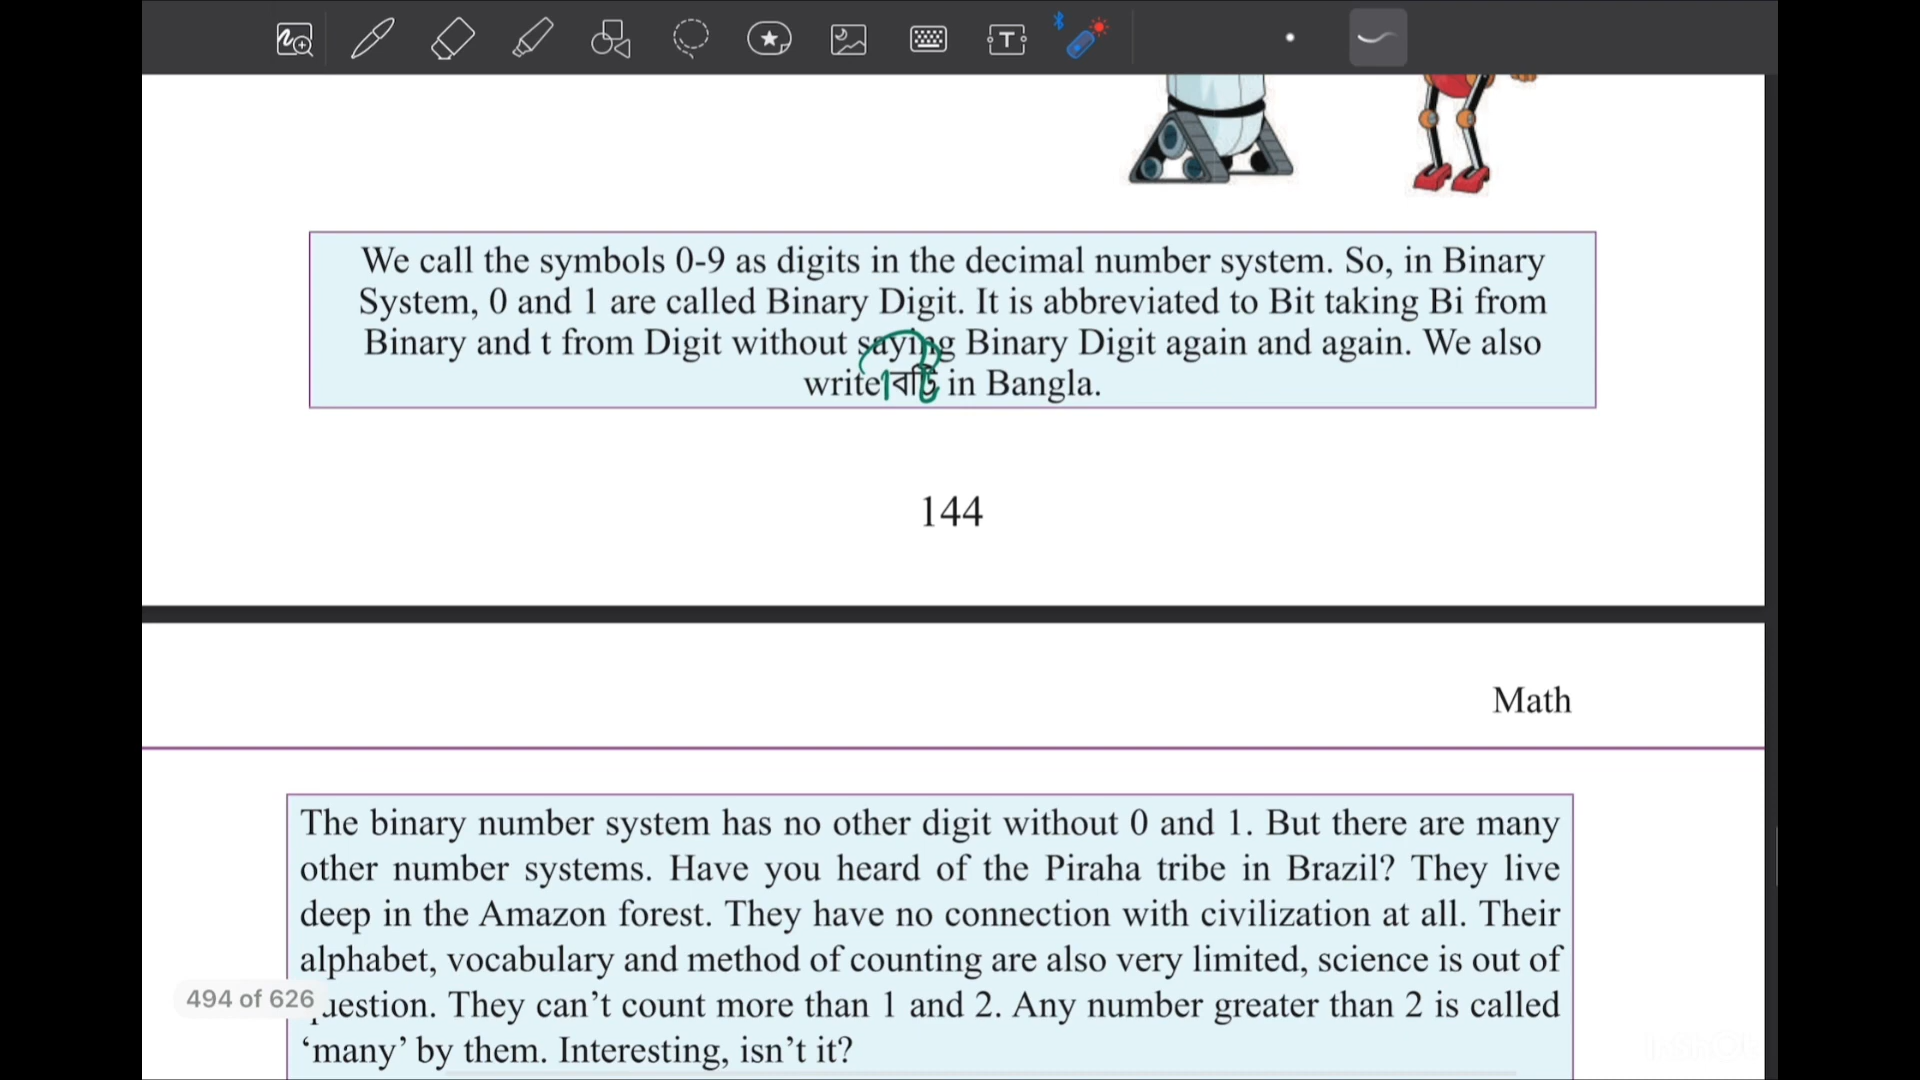 We call the symbols 0-9 as digits in the decimal number system. So, in Binary
System, 0 and 1 are called Binary Digit. It is abbreviated to Bit taking Bi from
Binary and t from Digit without saying Binary Digit again and again. We also
write in Bangla.
144
Math
The binary number system has no other digit without 0 and 1. But there are many
other number systems. Have you heard of the Piraha tribe in Brazil? They live
deep in the Amazon forest. They have no connection with civilization at all. Their
alphabet, vocabulary and method of counting are also very limited, science is out of
494 of 626
question. They can’t count more than 1 and 2. Any number greater than 2 is called
‘many’ by them. Interesting, isn’t it?